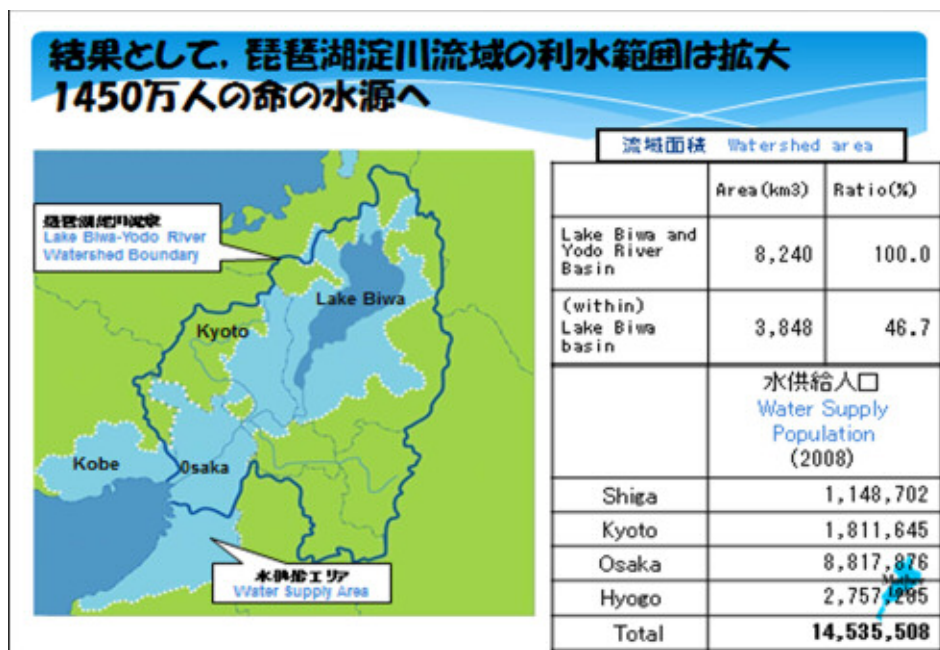 結果として，琵琶湖淀川流域の利水範囲は拡大
1450万人の命の水源へ
流域面積 Watershed area
Area(km3) Ratio(%)
Lake Biwa and
Yodo River
Basin
8,240 100.0
(within)
Lake Biwa
basin
3,848 46.7
水供給人口
Water Supply
Population
(2008)
Shiga 1,148,702
Kyoto 1,811,645
Osaka 8,817,876
Hyogo
Total 14,535,508
Lake Biwa-Yodo River
Watershed Boundary
Lake Biwa
Kyoto
Kobe
Osaka
水供給エリア
Water Supply Area